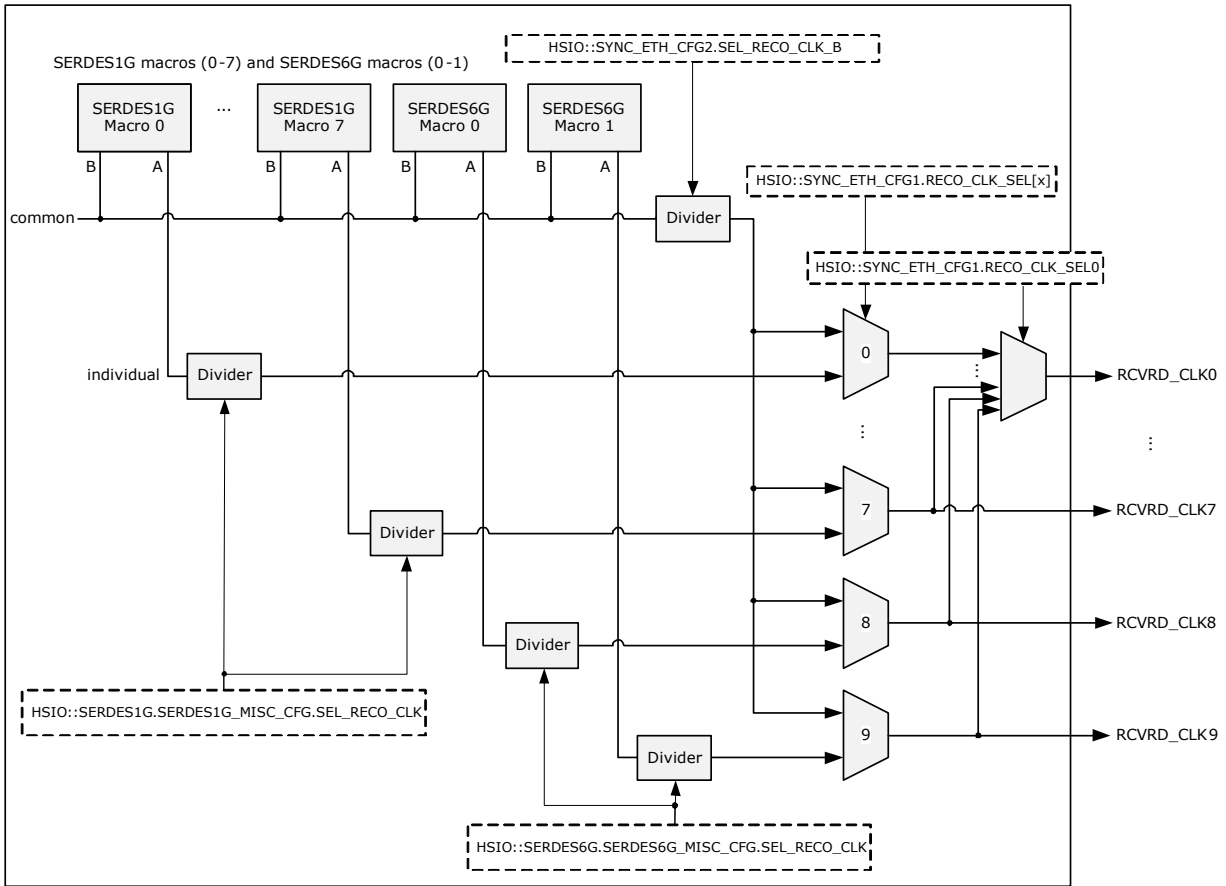 HSIO::SYNC_ETH_CFG2.SEL_RECO_CLK_B
SERDES1G macros (0-7) and SERDES6G macros (0-1)
SERDES1G
Macro 0
...
SERDES1G
Macro 7
SERDES6G
Macro 0
SERDES6G
Macro 1
B A B A B A B A
HSIO::SYNC_ETH_CFG1.RECO_CLK_SEL[x]
common
Divider
HSIO::SYNC_ETH_CFG1.RECO_CLK_SEL0
0
individual
Divider
...
RCVRD_CLK0
...
...
7
RCVRD_CLK7
Divider
8
RCVRD_CLK8
Divider
HSIO::SERDES1G.SERDES1G_MISC_CFG.SEL_RECO_CLK
9
RCVRD_CLK9
Divider
HSIO::SERDES6G.SERDES6G_MISC_CFG.SEL_RECO_CLK